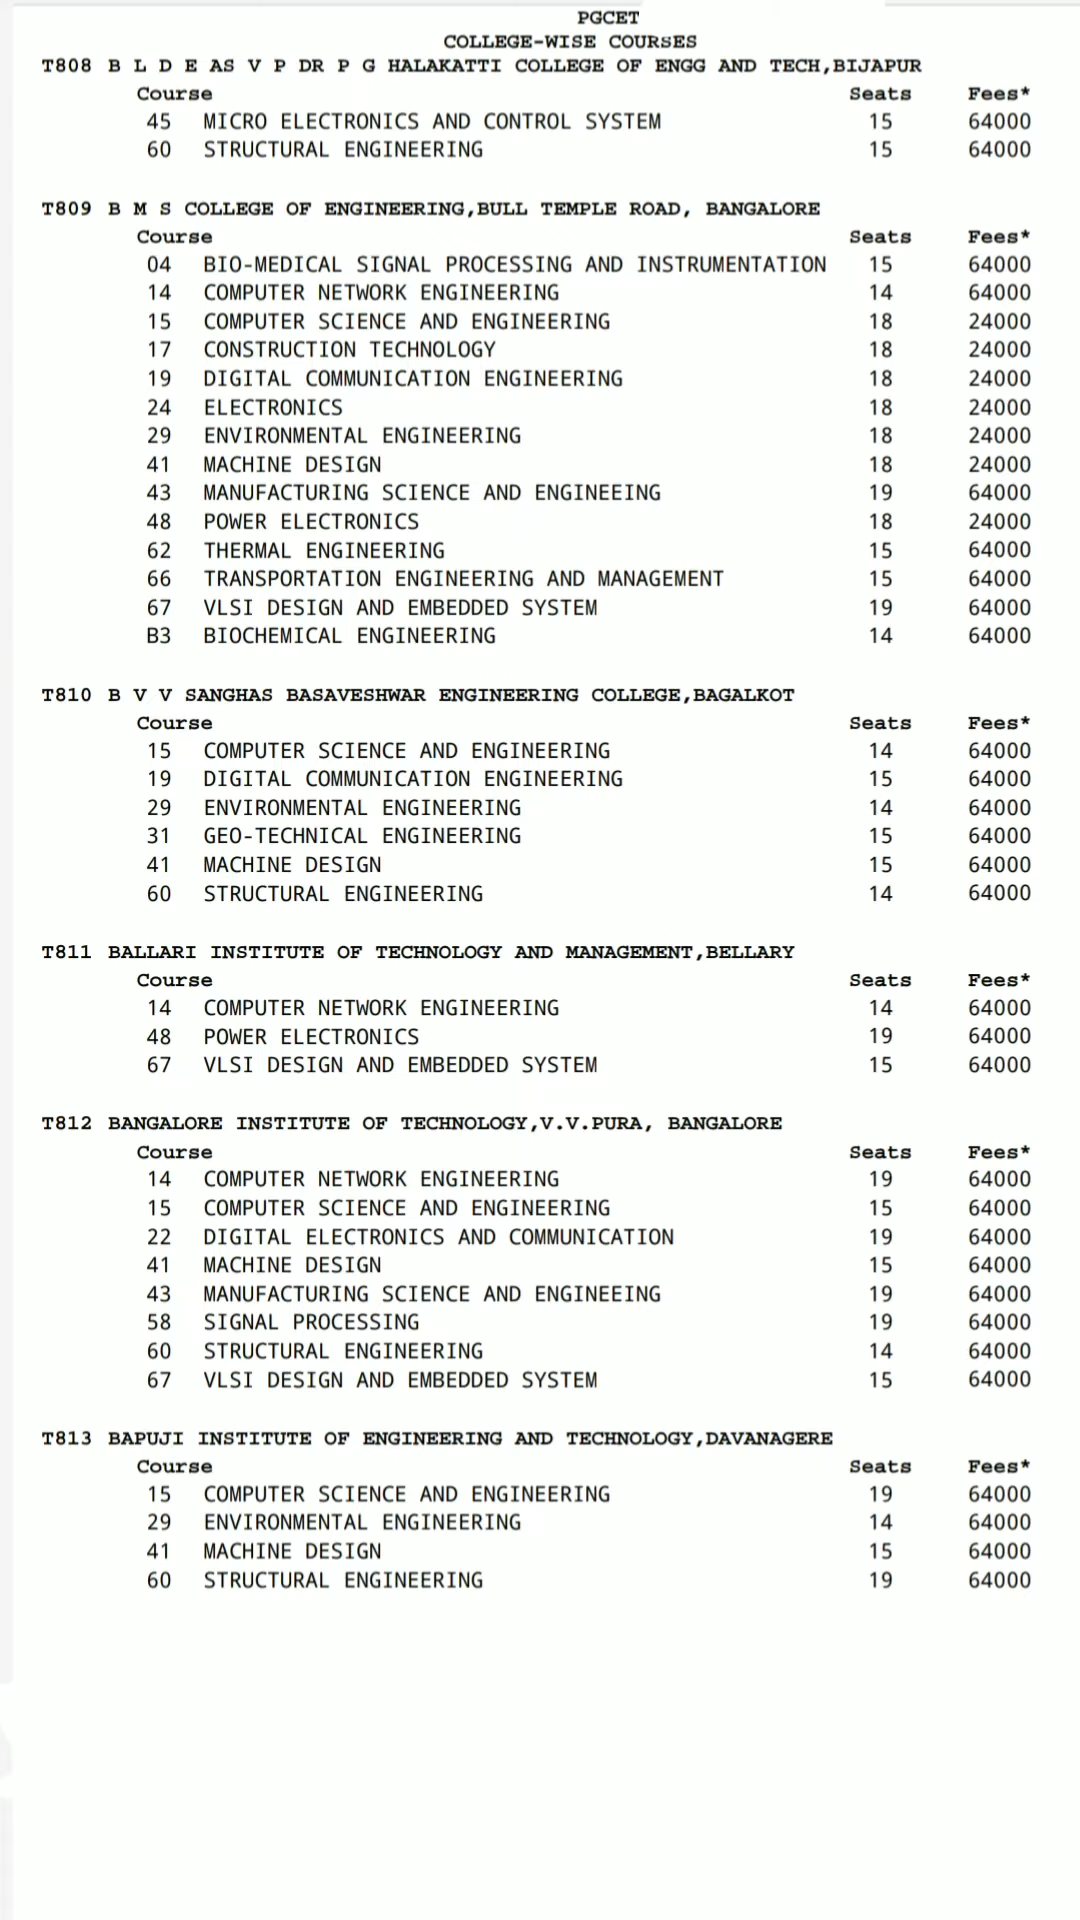 PGCET
COLLEGE-WISE COURSES
T808 B L D E AS V P DR P G HALAKATTI COLLEGE OF ENGG AND TECH,BIJAPUR
Course Seats Fees*
45 MICRO ELECTRONICS AND CONTROL SYSTEM 15 64000
60 STRUCTURAL ENGINEERING 15 64000
T809 B M S COLLEGE OF ENGINEERING,BULL TEMPLE ROAD, BANGALORE
Course Seats Fees*
04 BIO-MEDICAL SIGNAL PROCESSING AND INSTRUMENTATION 15 64000
14 COMPUTER NETWORK ENGINEERING 14 64000
15 COMPUTER SCIENCE AND ENGINEERING 18 24000
17 CONSTRUCTION TECHNOLOGY 18 24000
19 DIGITAL COMMUNICATION ENGINEERING 18 24000
24 ELECTRONICS 18 24000
29 ENVIRONMENTAL ENGINEERING 18 24000
41 MACHINE DESIGN 18 24000
43 MANUFACTURING SCIENCE AND ENGINEEING 19 64000
48 POWER ELECTRONICS 18 24000
62 THERMAL ENGINEERING 15 64000
66 TRANSPORTATION ENGINEERING AND MANAGEMENT 15 64000
67 VLSI DESIGN AND EMBEDDED SYSTEM 19 64000
B3 BIOCHEMICAL ENGINEERING 14 64000
T810 B V V SANGHAS BASAVESHWAR ENGINEERING COLLEGE,BAGALKOT
Course Seats Fees*
15 COMPUTER SCIENCE AND ENGINEERING 14 64000
19 DIGITAL COMMUNICATION ENGINEERING 15 64000
29 ENVIRONMENTAL ENGINEERING 14 64000
31 GEO-TECHNICAL ENGINEERING 15 64000
41 MACHINE DESIGN 15 64000
60 STRUCTURAL ENGINEERING 14 64000
T811 BALLARI INSTITUTE OF TECHNOLOGY AND MANAGEMENT,BELLARY
Course Seats Fees*
14 COMPUTER NETWORK ENGINEERING 14 64000
48 POWER ELECTRONICS 19 64000
67 VLSI DESIGN AND EMBEDDED SYSTEM 15 64000
T812 BANGALORE INSTITUTE OF TECHNOLOGY,V.V.PURA, BANGALORE
Course Seats Fees*
14 COMPUTER NETWORK ENGINEERING 19 64000
15 COMPUTER SCIENCE AND ENGINEERING 15 64000
22 DIGITAL ELECTRONICS AND COMMUNICATION 19 64000
41 MACHINE DESIGN 15 64000
43 MANUFACTURING SCIENCE AND ENGINEEING 19 64000
58 SIGNAL PROCESSING 19 64000
60 STRUCTURAL ENGINEERING 14 64000
67 VLSI DESIGN AND EMBEDDED SYSTEM 15 64000
T813 BAPUJI INSTITUTE OF ENGINEERING AND TECHNOLOGY,DAVANAGERE
Course Seats Fees*
15 COMPUTER SCIENCE AND ENGINEERING 19 64000
29 ENVIRONMENTAL ENGINEERING 14 64000
41 MACHINE DESIGN 15 64000
60 STRUCTURAL ENGINEERING 19 64000